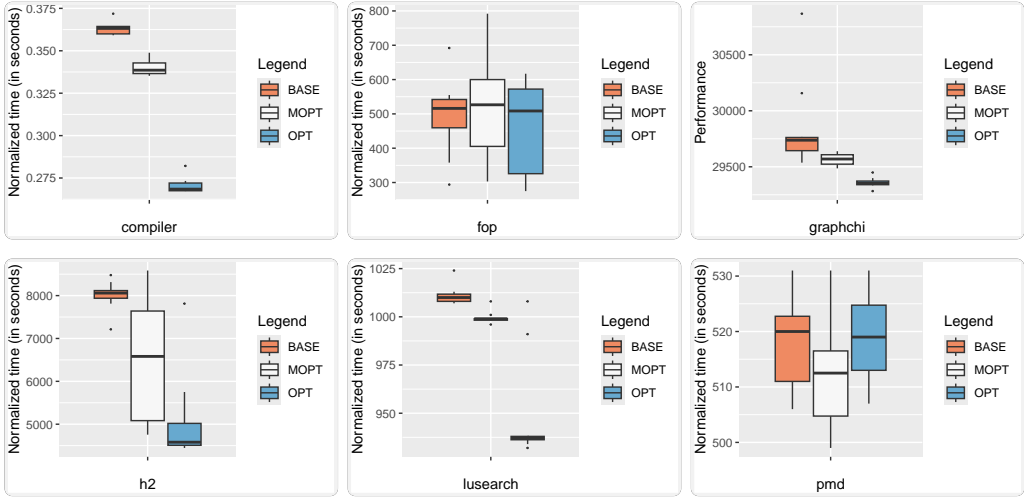 Normalized time (in seconds)
0.375
0.350
0.325
0.300
0.275
compiler
Legend
BASE
MOPT
OPT
Normalized time (in seconds)
800
700
600
500
400
300
fop
Legend
BASE
MOPT
OPT
Performance
30500
30000
29500
graphchi
Legend
BASE
MOPT
OPT
Normalized time (in seconds)
8000
7000
6000
5000
h2
Legend
BASE
MOPT
OPT
Normalized time (in seconds)
1025
1000
975
950
lusearch
Legend
BASE
MOPT
OPT
Normalized time (in seconds)
530
520
510
500
pmd
Legend
BASE
MOPT
OPT